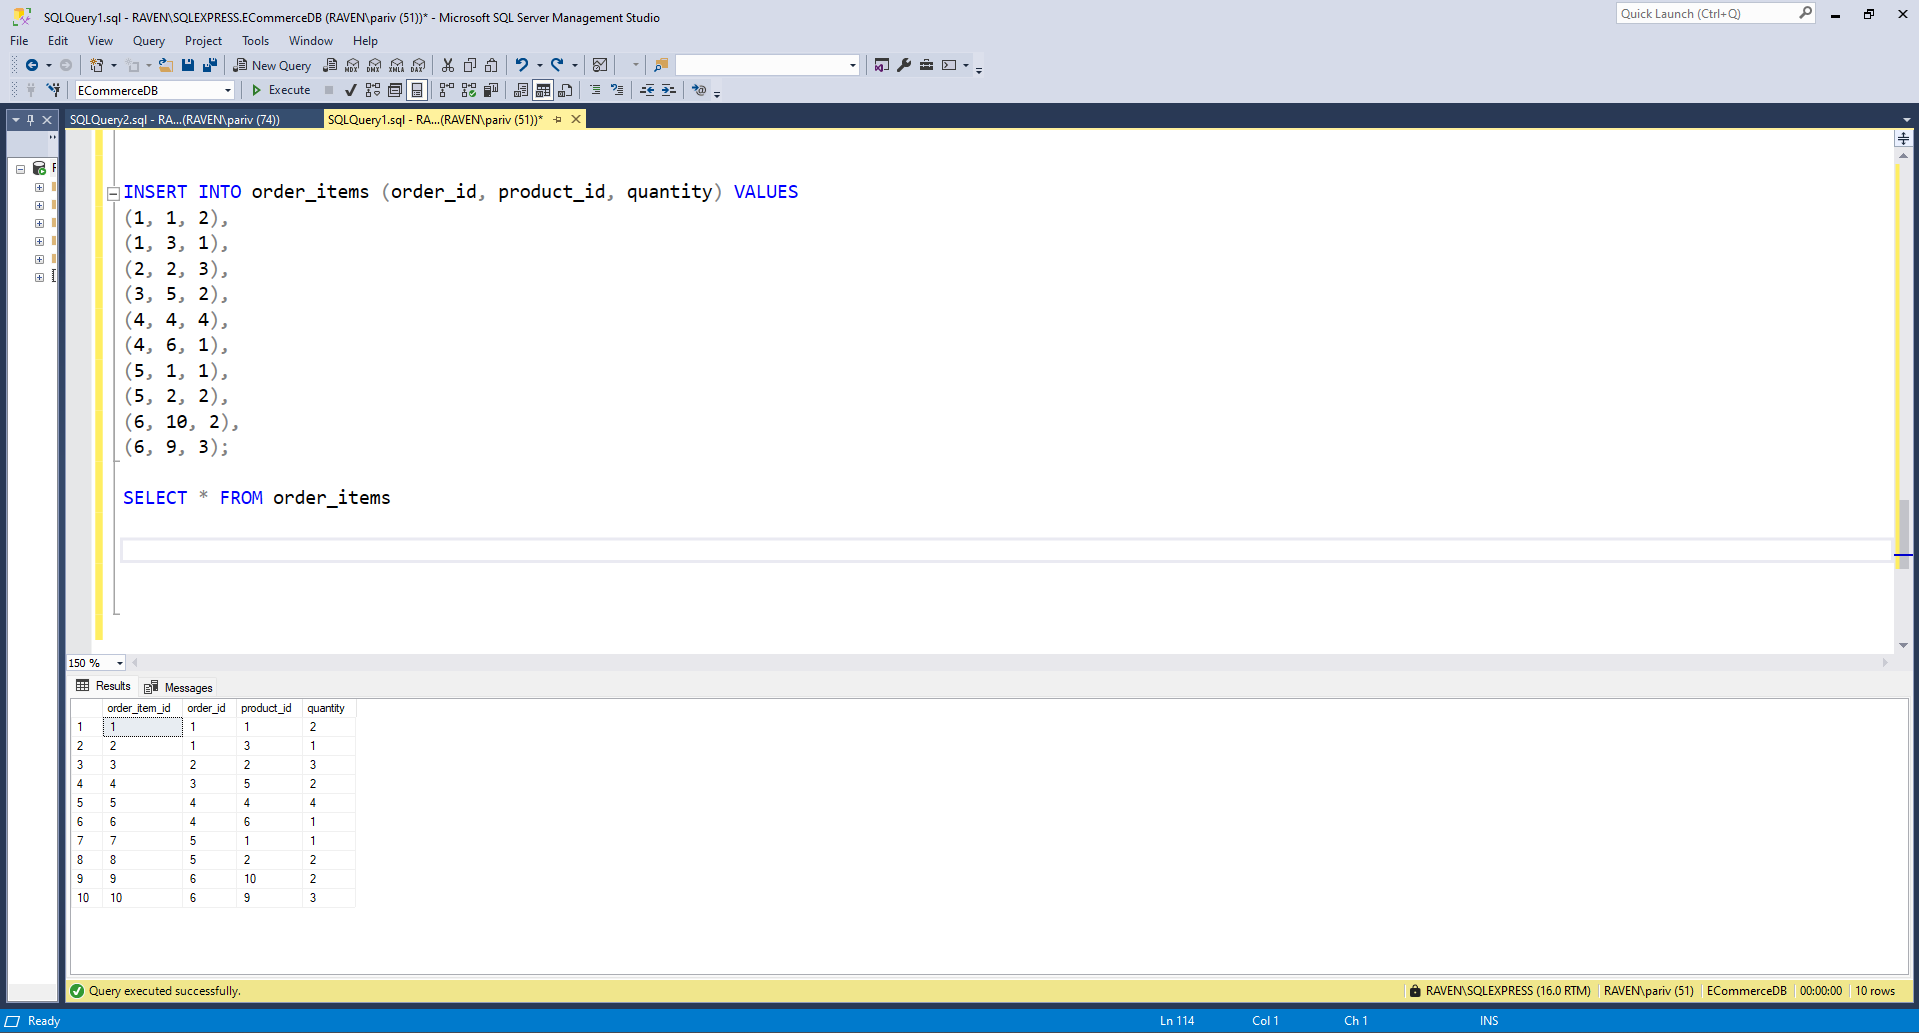 SQLQuery1.sql - RAVEN\SQLEXPRESS.ECommerceDB (RAVEN\pariv (51))* - Microsoft SQL Server Management Studio
Quick Launch (Ctrl+Q)
File Edit View Query Project Tools Window Help
New Query MDX DMX XMLA DAX
ECommerceDB Execute
SQLQuery2.sql - RA...(RAVEN\pariv (74)) SQLQuery1.sql - RA...(RAVEN\pariv (51))*
INSERT INTO order_items (order_id, product_id, quantity) VALUES
(1, 1, 2),
(1, 3, 1),
(2, 2, 3),
(3, 5, 2),
(4, 4, 4),
(4, 6, 1),
(5, 1, 1),
(5, 2, 2),
(6, 10, 2),
(6, 9, 3);
SELECT * FROM order_items
150 %
Results Messages
order_item_id order_id product_id quantity
1 1 1 1 2
2 2 1 3 1
3 3 2 2 3
4 4 3 5 2
5 5 4 4 4
6 6 4 6 1
7 7 5 1 1
8 8 5 2 2
9 9 6 10 2
10 10 6 9 3
Query executed successfully. RAVEN\SQLEXPRESS (16.0 RTM) RAVEN\pariv (51) ECommerceDB 00:00:00 10 rows
Ready Ln 114 Col 1 Ch 1 INS